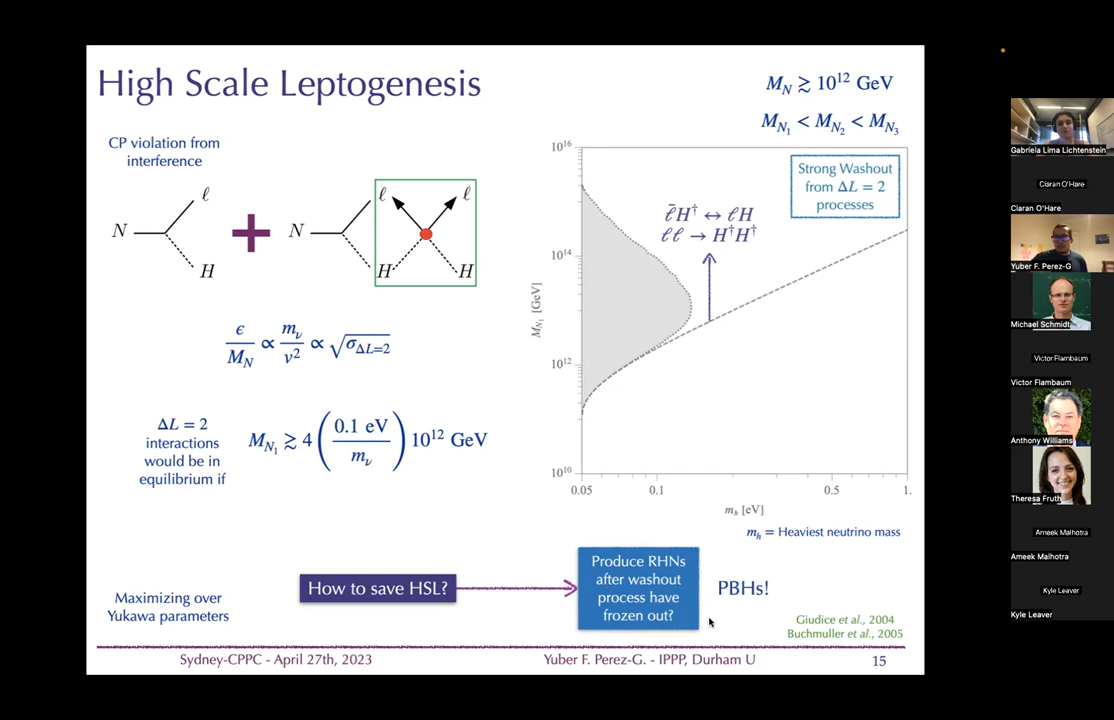 High Scale Leptogenesis
M_N ≳ 10^12 GeV
M_N1 < M_N2 < M_N3
CP violation from
interference
N
ℓ
H
+
N
ℓ
ℓ
H
H
ϵ/M_N ∝ m_ν/v² ∝ √σ_ΔL=2
ΔL = 2
interactions
would be in
equilibrium if
M_N1 ≳ 4 (0.1 eV / m_ν) 10^12 GeV
Strong Washout
from ΔL = 2
processes
ℓ̄H† ↔ ℓH
ℓℓ → H†H†
10^16
10^14
10^12
10^10
M_N1 [GeV]
0.05
0.1
0.5
1.
m_h [eV]
m_h = Heaviest neutrino mass
Maximizing over
Yukawa parameters
How to save HSL?
Produce RHNs
after washout
process have
frozen out?
PBHs!
Giudice et al., 2004
Buchmuller et al., 2005
Sydney-CPPC - April 27th, 2023
Yuber F. Perez-G. - IPPP, Durham U
15
Gabriela Lima Lichtenstein
Ciaran O'Hare
Ciaran O'Hare
Yuber F. Perez-G
Michael Schmidt
Victor Flambaum
Victor Flambaum
Anthony Williams
Theresa Fruth
Ameek Malhotra
Ameek Malhotra
Kyle Leaver
Kyle Leaver